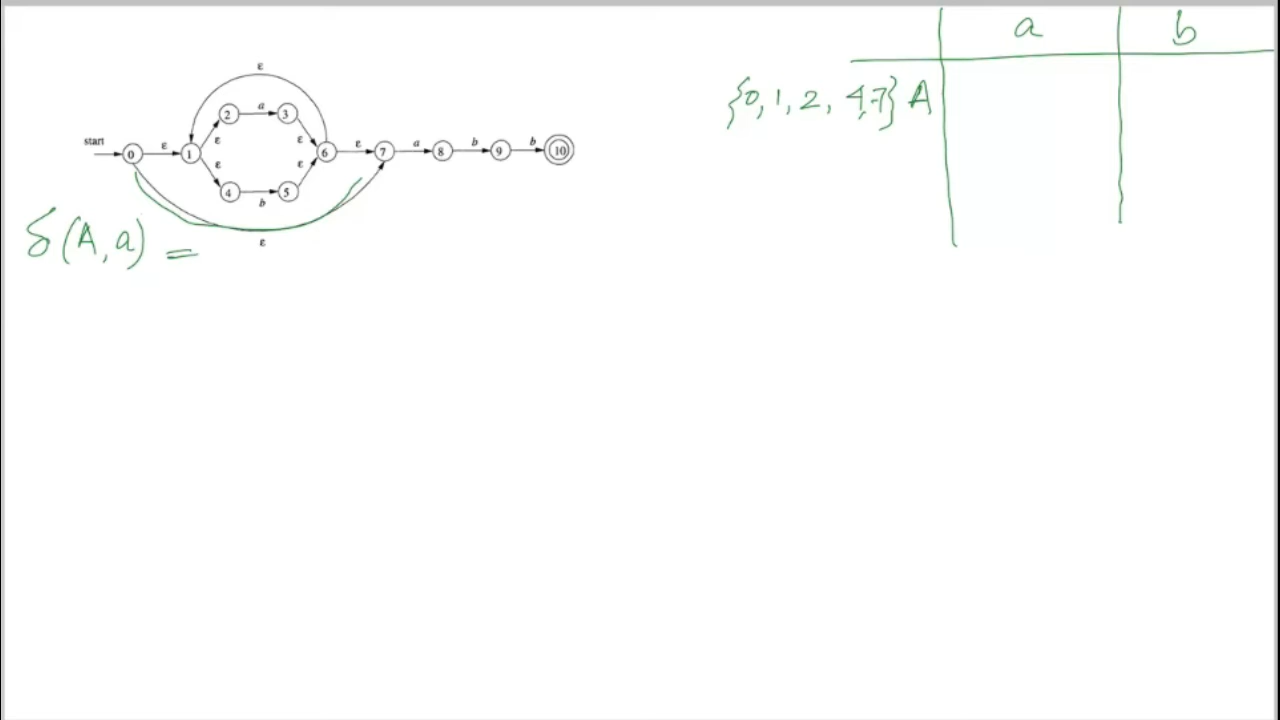 a b
{0, 1, 2, 4,7} A
ε
2 a 3
start ε ε ε ε a b b
0 1 6 7 8 9 10
ε ε
4 b 5
ε
δ(A, a) =